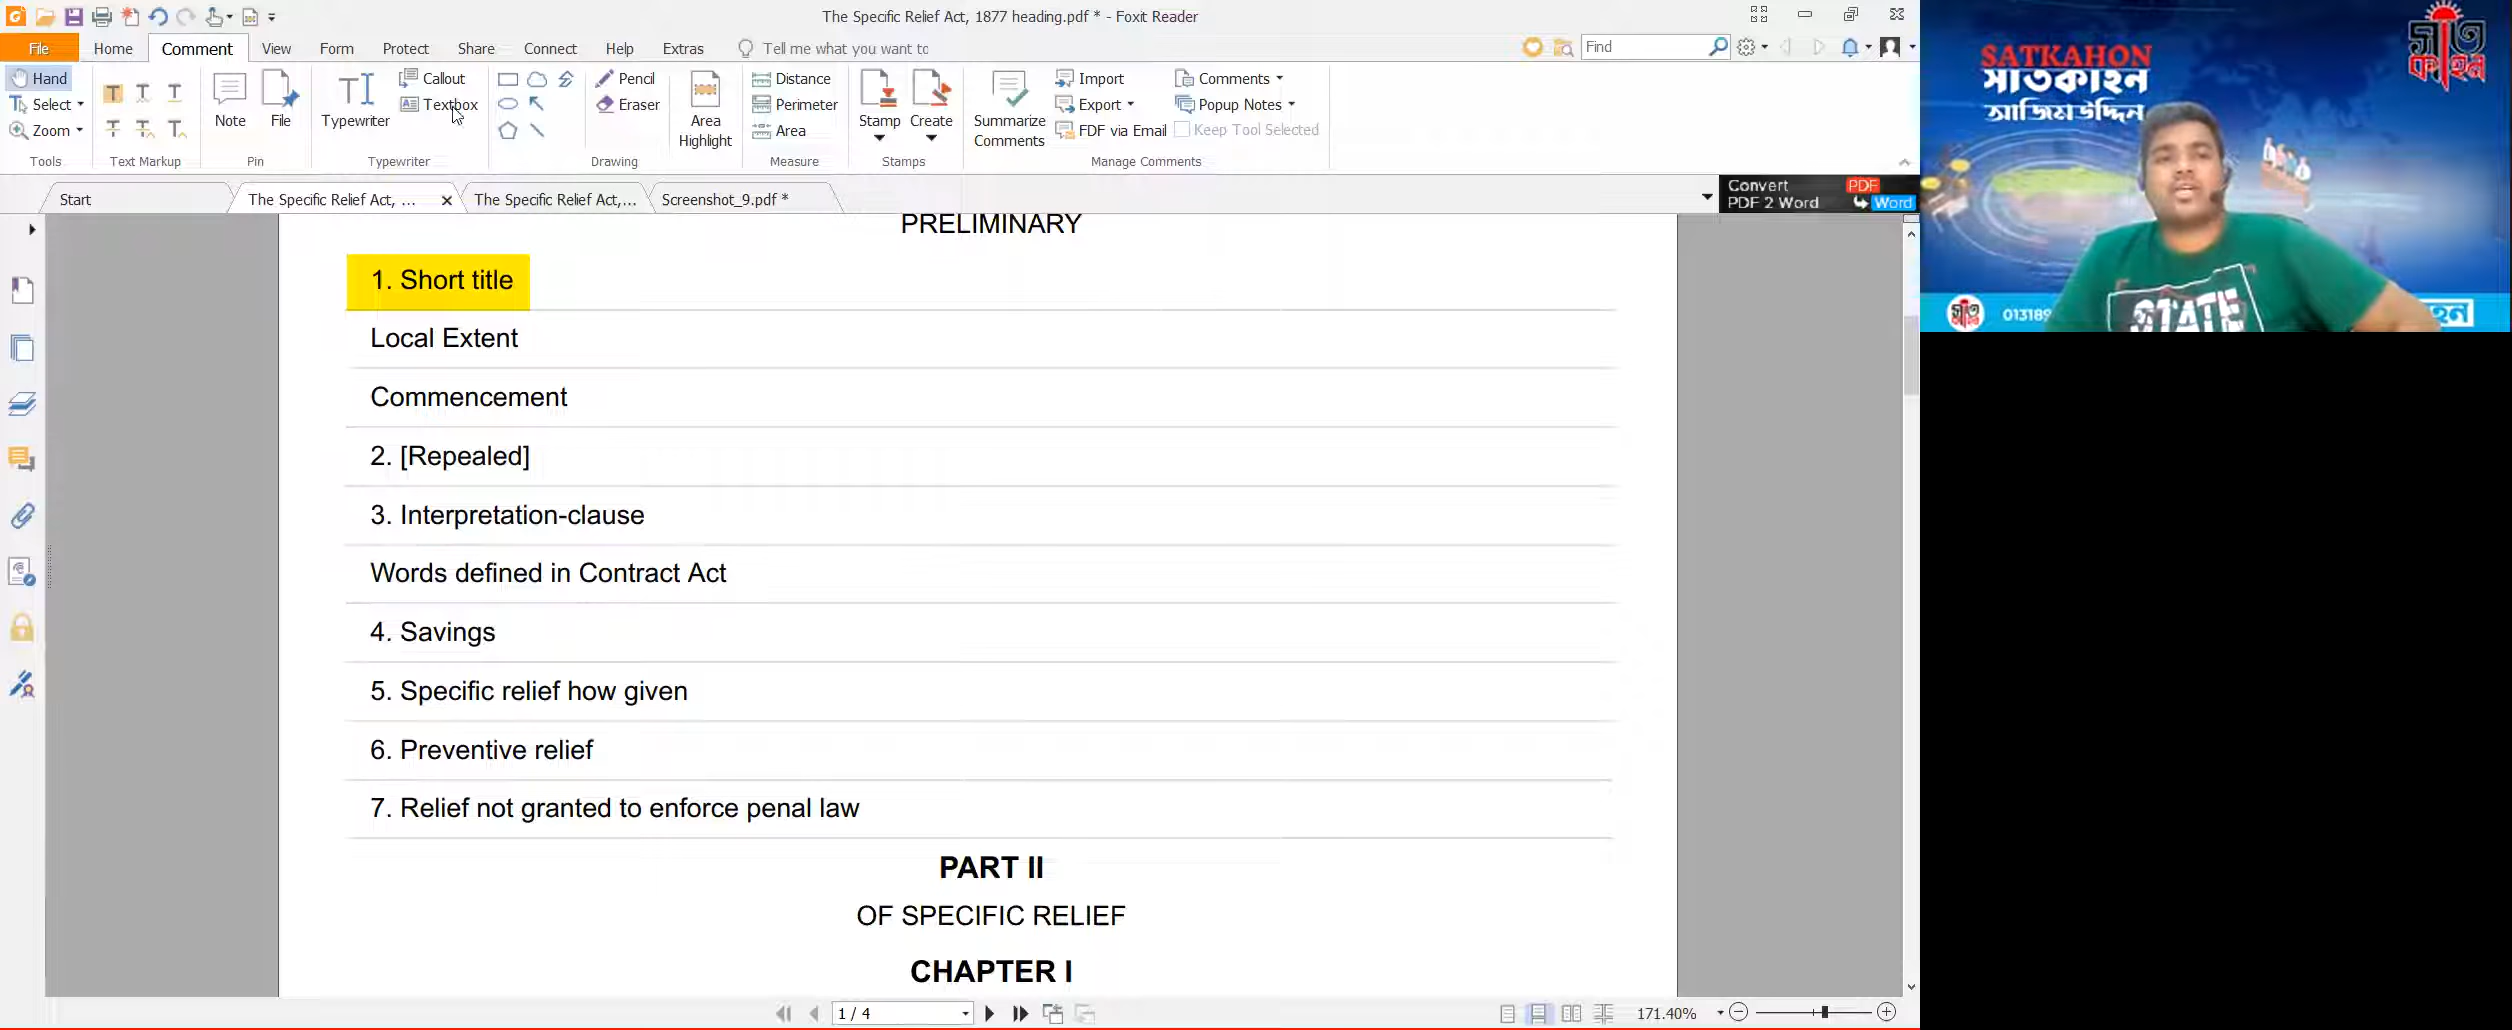 The Specific Relief Act, 1877 heading.pdf * - Foxit Reader
File Home Comment View Form Protect Share Connect Help Extras Tell me what you want to Find
Hand
Select
Zoom
Tools
Text Markup
Note
File
Pin
Typewriter
Callout
Textbox
Typewriter
Pencil
Eraser
Drawing
Area
Highlight
Distance
Perimeter
Area
Measure
Stamp
Create
Stamps
Summarize
Comments
Import
Export
FDF via Email
Comments
Popup Notes
Keep Tool Selected
Manage Comments
Start
The Specific Relief Act, ...
The Specific Relief Act,...
Screenshot_9.pdf *
Convert PDF
PDF 2 Word Word
PRELIMINARY
1. Short title
Local Extent
Commencement
2. [Repealed]
3. Interpretation-clause
Words defined in Contract Act
4. Savings
5. Specific relief how given
6. Preventive relief
7. Relief not granted to enforce penal law
PART II
OF SPECIFIC RELIEF
CHAPTER I
1 / 4
171.40%
SATKAHON
সাতকাহন
আজিম উদ্দিন
সাত
কাহন
013189
STATE